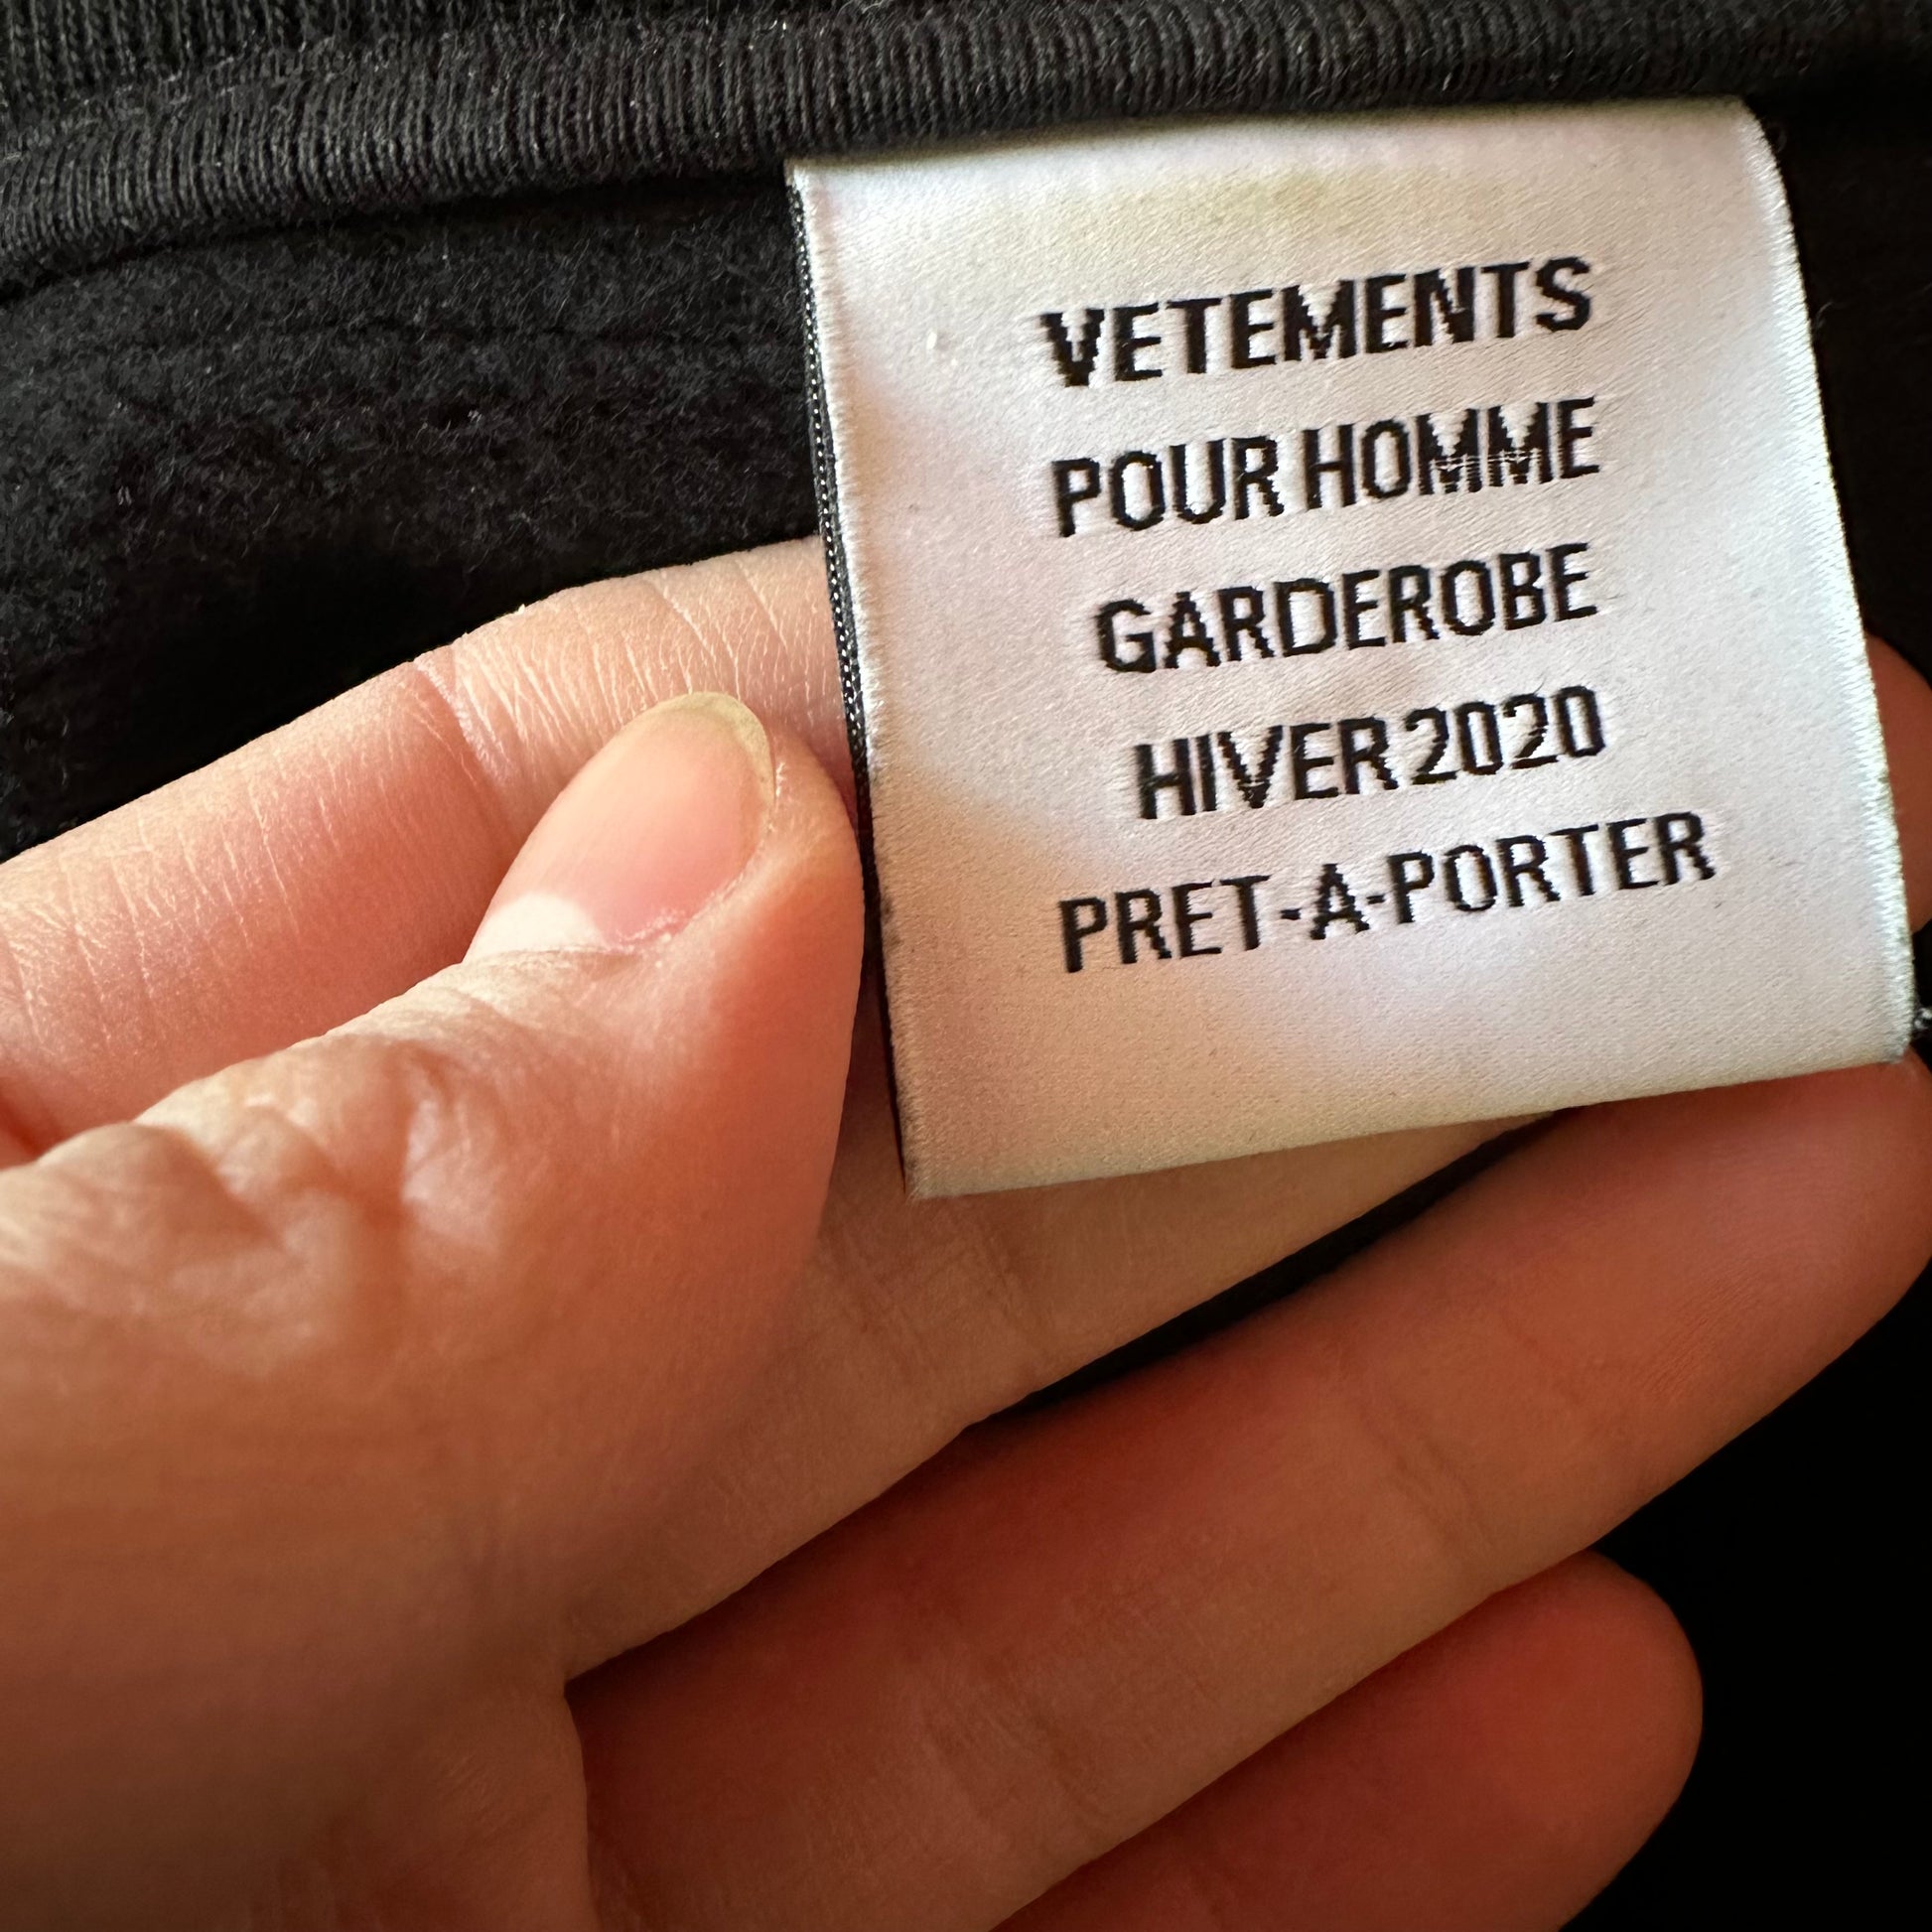 VETEMENTS
POUR HOMME
GARDEROBE
HIVER 2020
PRET-A-PORTER